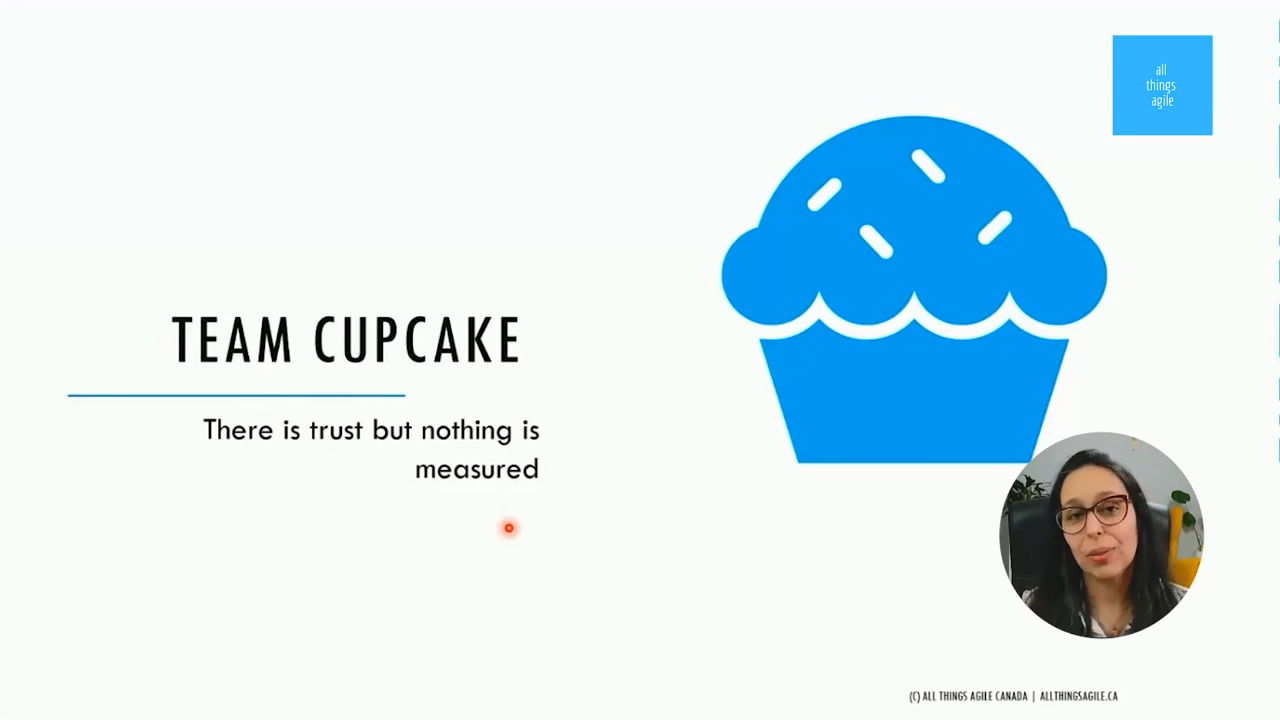 all
things
agile
TEAM CUPCAKE
There is trust but nothing is
measured
(C) ALL THINGS AGILE CANADA | ALLTHINGSAGILE.CA